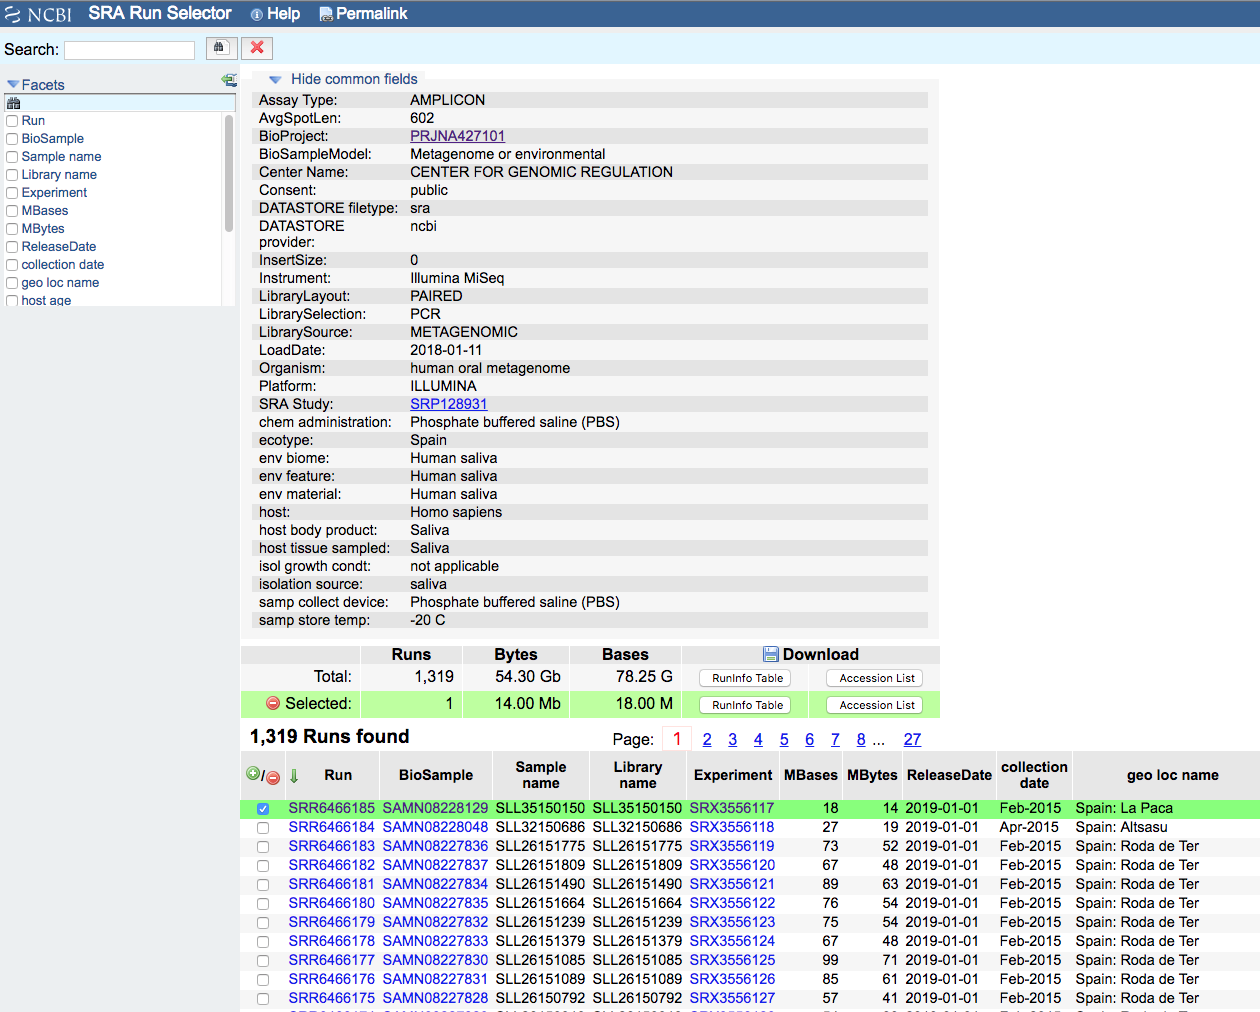 NCBI SRA Run Selector Help Permalink
Search:
Facets
Run
BioSample
Sample name
Library name
Experiment
MBases
MBytes
ReleaseDate
collection date
geo loc name
host age
Hide common fields
Assay Type: AMPLICON
AvgSpotLen: 602
BioProject: PRJNA427101
BioSampleModel: Metagenome or environmental
Center Name: CENTER FOR GENOMIC REGULATION
Consent: public
DATASTORE filetype: sra
DATASTORE ncbi
provider:
InsertSize: 0
Instrument: Illumina MiSeq
LibraryLayout: PAIRED
LibrarySelection: PCR
LibrarySource: METAGENOMIC
LoadDate: 2018-01-11
Organism: human oral metagenome
Platform: ILLUMINA
SRA Study: SRP128931
chem administration: Phosphate buffered saline (PBS)
ecotype: Spain
env biome: Human saliva
env feature: Human saliva
env material: Human saliva
host: Homo sapiens
host body product: Saliva
host tissue sampled: Saliva
isol growth condt: not applicable
isolation source: saliva
samp collect device: Phosphate buffered saline (PBS)
samp store temp: -20 C
Runs Bytes Bases Download
Total: 1,319 54.30 Gb 78.25 G RunInfo Table Accession List
Selected: 1 14.00 Mb 18.00 M RunInfo Table Accession List
1,319 Runs found Page: 1 2 3 4 5 6 7 8 ... 27
/ Run BioSample Sample name Library name Experiment MBases MBytes ReleaseDate collection date geo loc name
SRR6466185 SAMN08228129 SLL35150150 SLL35150150 SRX3556117 18 14 2019-01-01 Feb-2015 Spain: La Paca
SRR6466184 SAMN08228048 SLL32150686 SLL32150686 SRX3556118 27 19 2019-01-01 Apr-2015 Spain: Altsasu
SRR6466183 SAMN08227836 SLL26151775 SLL26151775 SRX3556119 73 52 2019-01-01 Feb-2015 Spain: Roda de Ter
SRR6466182 SAMN08227837 SLL26151809 SLL26151809 SRX3556120 67 48 2019-01-01 Feb-2015 Spain: Roda de Ter
SRR6466181 SAMN08227834 SLL26151490 SLL26151490 SRX3556121 89 63 2019-01-01 Feb-2015 Spain: Roda de Ter
SRR6466180 SAMN08227835 SLL26151664 SLL26151664 SRX3556122 76 54 2019-01-01 Feb-2015 Spain: Roda de Ter
SRR6466179 SAMN08227832 SLL26151239 SLL26151239 SRX3556123 75 54 2019-01-01 Feb-2015 Spain: Roda de Ter
SRR6466178 SAMN08227833 SLL26151379 SLL26151379 SRX3556124 67 48 2019-01-01 Feb-2015 Spain: Roda de Ter
SRR6466177 SAMN08227830 SLL26151085 SLL26151085 SRX3556125 99 71 2019-01-01 Feb-2015 Spain: Roda de Ter
SRR6466176 SAMN08227831 SLL26151089 SLL26151089 SRX3556126 85 61 2019-01-01 Feb-2015 Spain: Roda de Ter
SRR6466175 SAMN08227828 SLL26150792 SLL26150792 SRX3556127 57 41 2019-01-01 Feb-2015 Spain: Roda de Ter